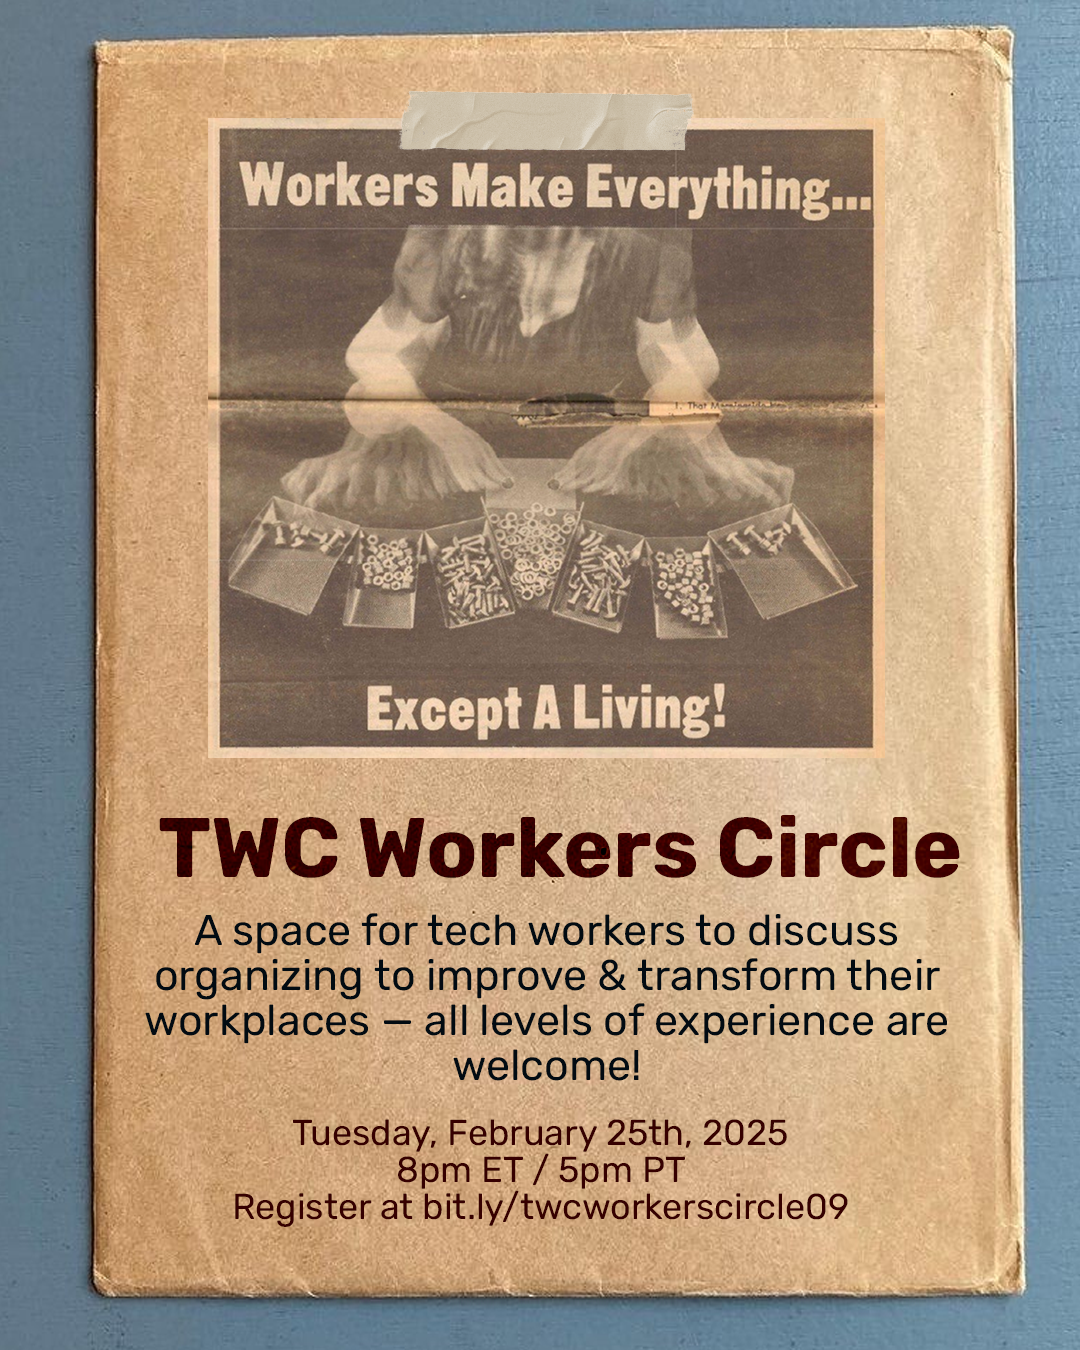 Workers Make Everything...
1. That
Except A Living!
TWC Workers Circle
A space for tech workers to discuss
organizing to improve & transform their
workplaces — all levels of experience are
welcome!
Tuesday, February 25th, 2025
8pm ET / 5pm PT
Register at bit.ly/twcworkerscircle09